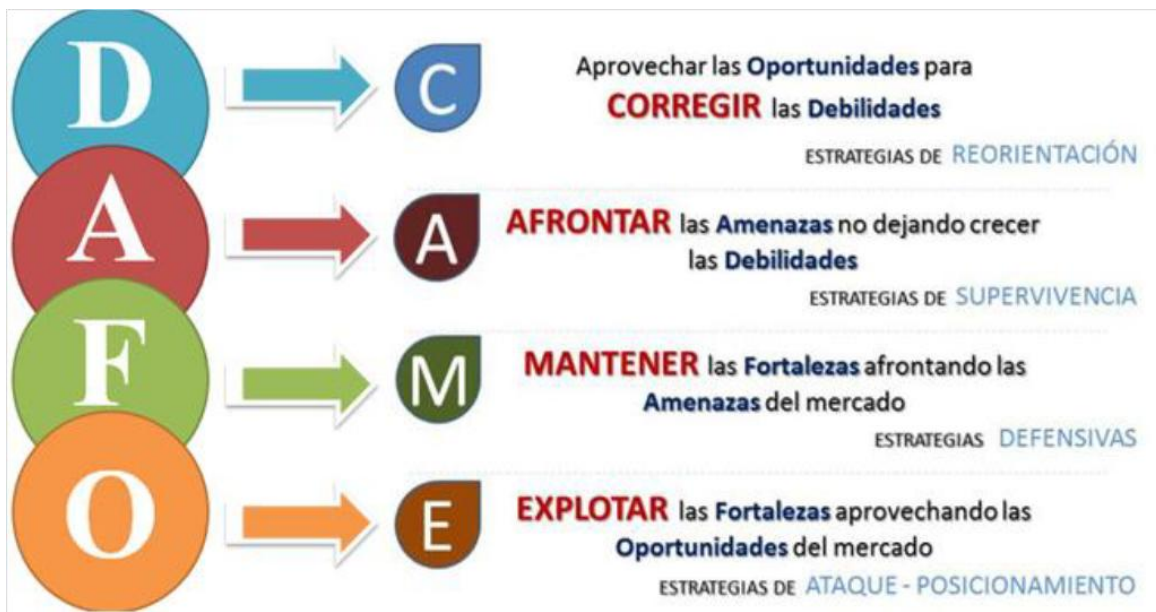 D
C
Aprovechar las Oportunidades para
CORREGIR las Debilidades
ESTRATEGIAS DE REORIENTACIÓN
A
A
AFRONTAR las Amenazas no dejando crecer
las Debilidades
ESTRATEGIAS DE SUPERVIVENCIA
F
M
MANTENER las Fortalezas afrontando las
Amenazas del mercado
ESTRATEGIAS DEFENSIVAS
O
E
EXPLOTAR las Fortalezas aprovechando las
Oportunidades del mercado
ESTRATEGIAS DE ATAQUE - POSICIONAMIENTO